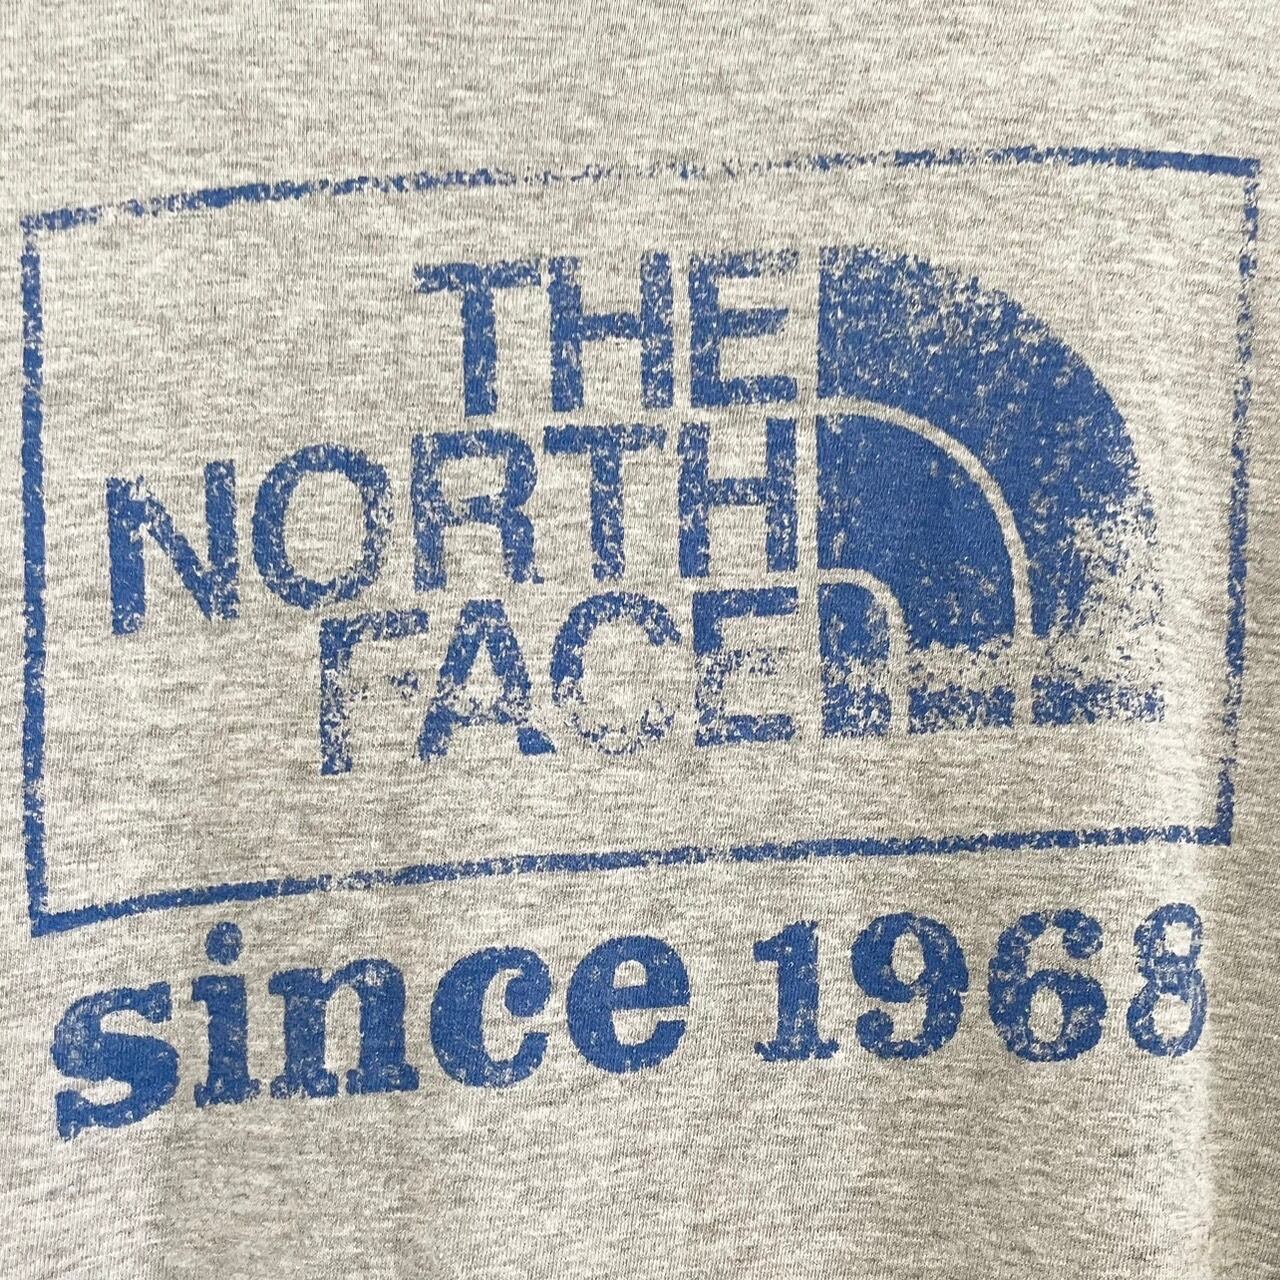 THE
NORTH
FACE
since 1968